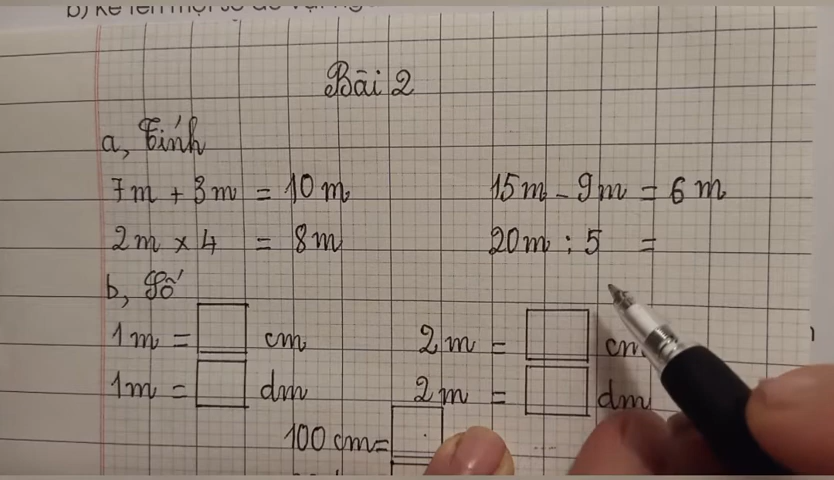 Bài 2
a, Tính
7m + 3m = 10 m 15m - 9m = 6 m
2m x 4 = 8m 20m : 5 =
b, Số
1m = cm 2m = cm
1m = dm 2m = dm
100 cm=